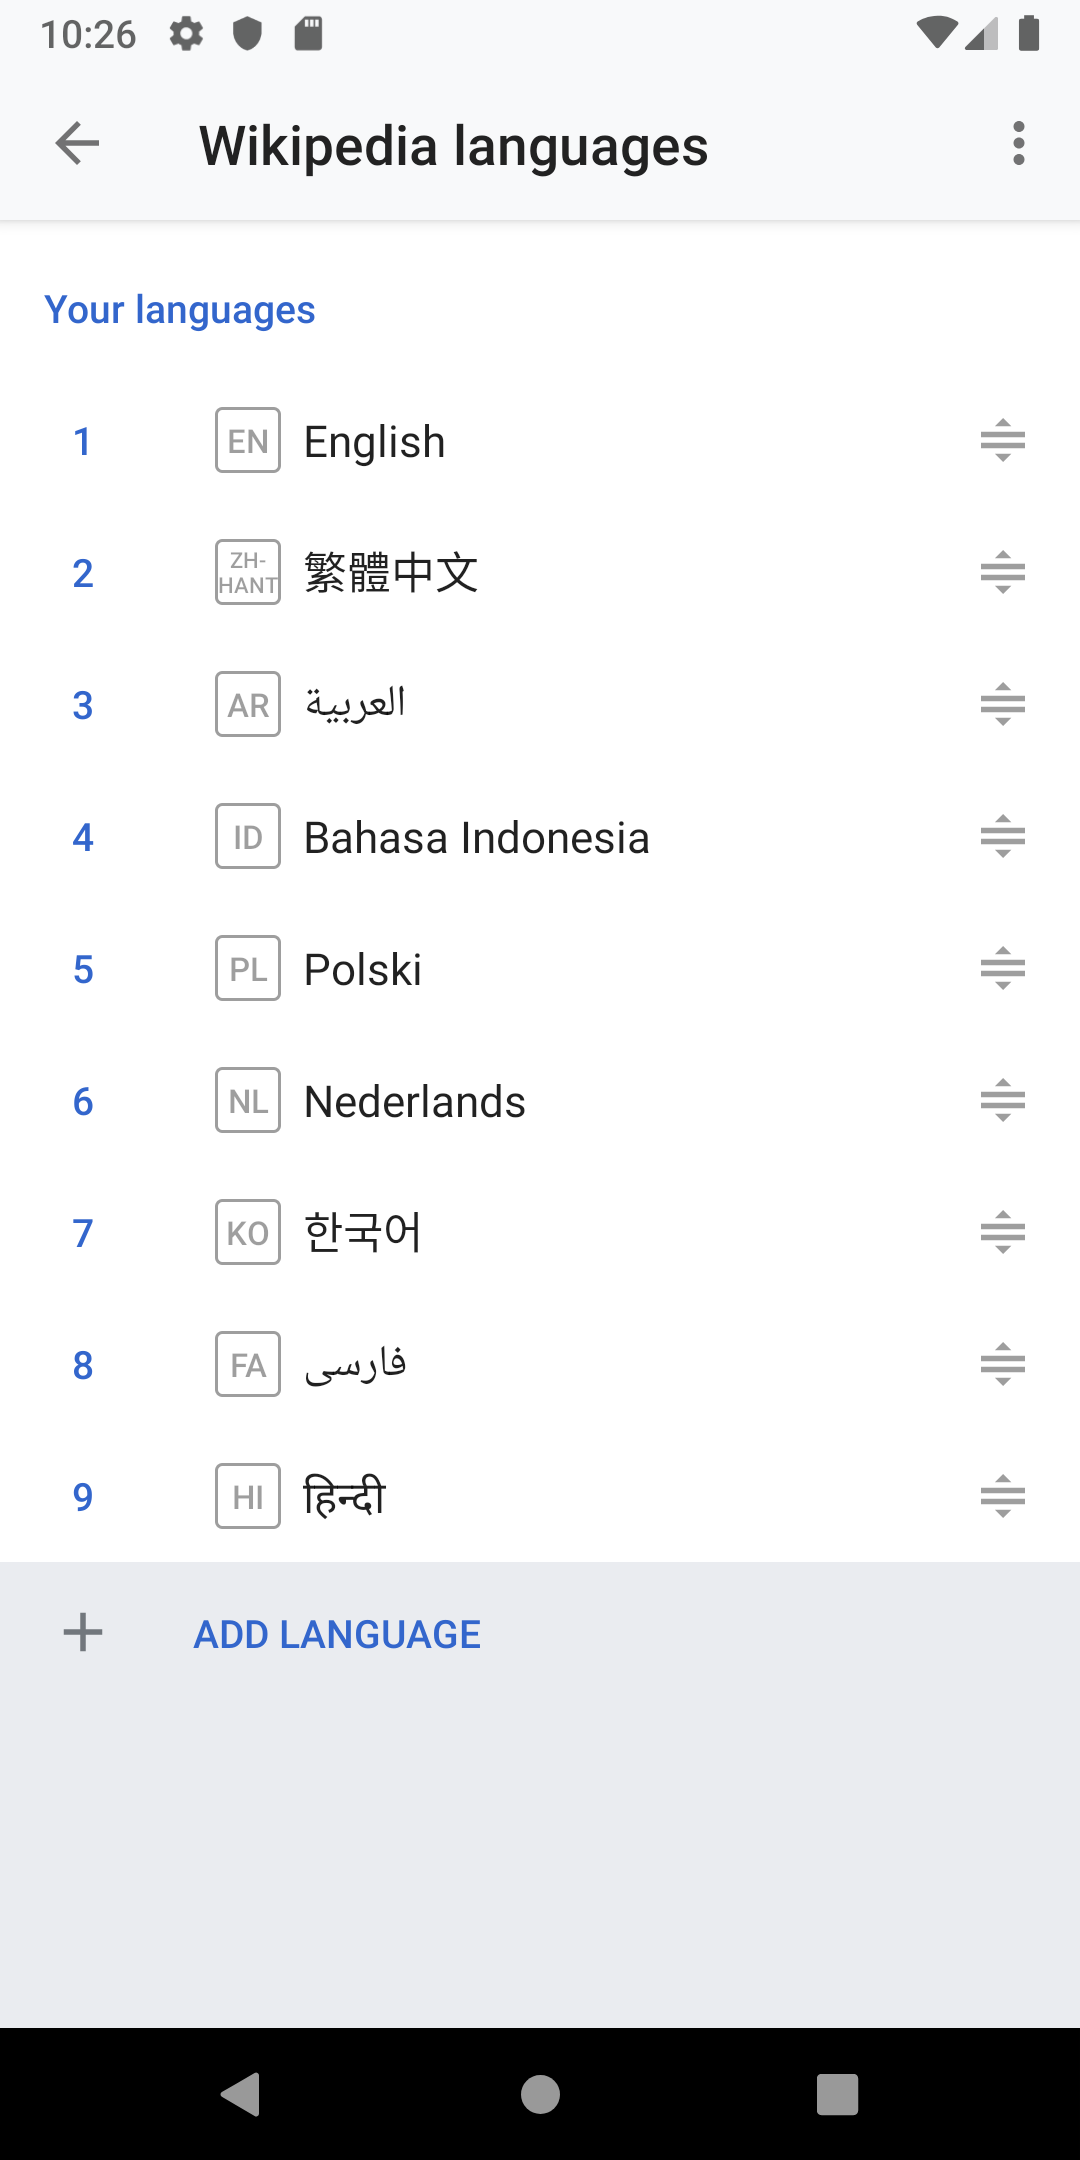 10:26
Wikipedia languages
Your languages
1 EN English
2 ZH-HANT 繁體中文
3 AR العربية
4 ID Bahasa Indonesia
5 PL Polski
6 NL Nederlands
7 KO 한국어
8 FA فارسی
9 HI हिन्दी
ADD LANGUAGE